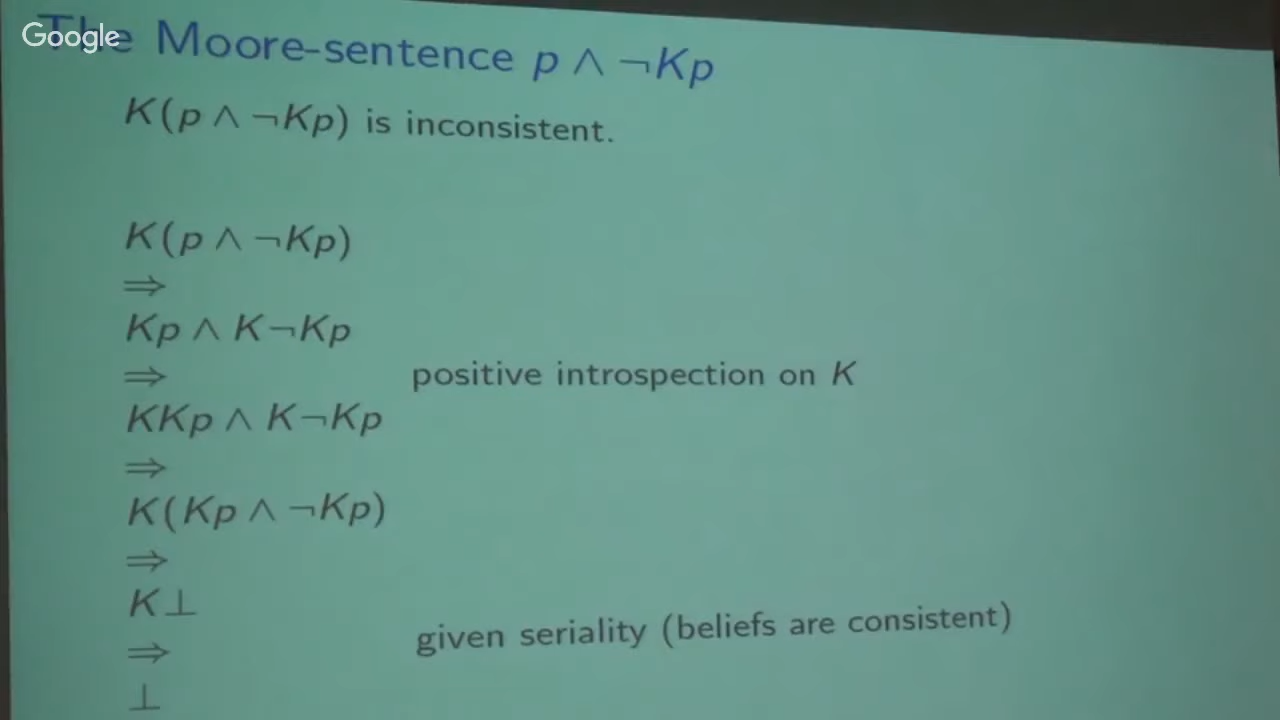 Google
The Moore-sentence p ∧ ¬Kp
K(p ∧ ¬Kp) is inconsistent.
K(p ∧ ¬Kp)
⇒
Kp ∧ K¬Kp
⇒ positive introspection on K
KKp ∧ K¬Kp
⇒
K(Kp ∧ ¬Kp)
⇒
K⊥
⇒ given seriality (beliefs are consistent)
⊥